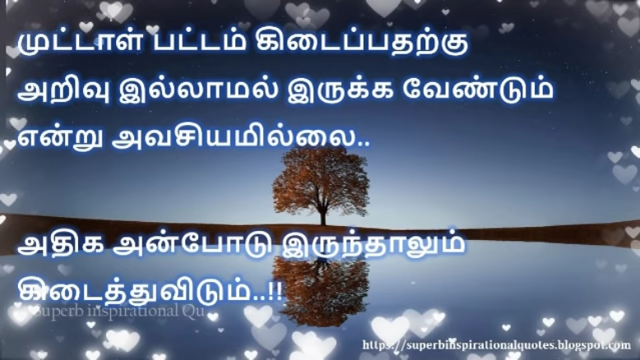 முட்டாள் பட்டம் கிடைப்பதற்கு
அறிவு இல்லாமல் இருக்க வேண்டும்
என்று அவசியமில்லை..
அதிக அன்போடு இருந்தாலும்
கிடைத்துவிடும்..!!
Superb inspirational Qu
https://superbinspirationalquotes.blogspot.com